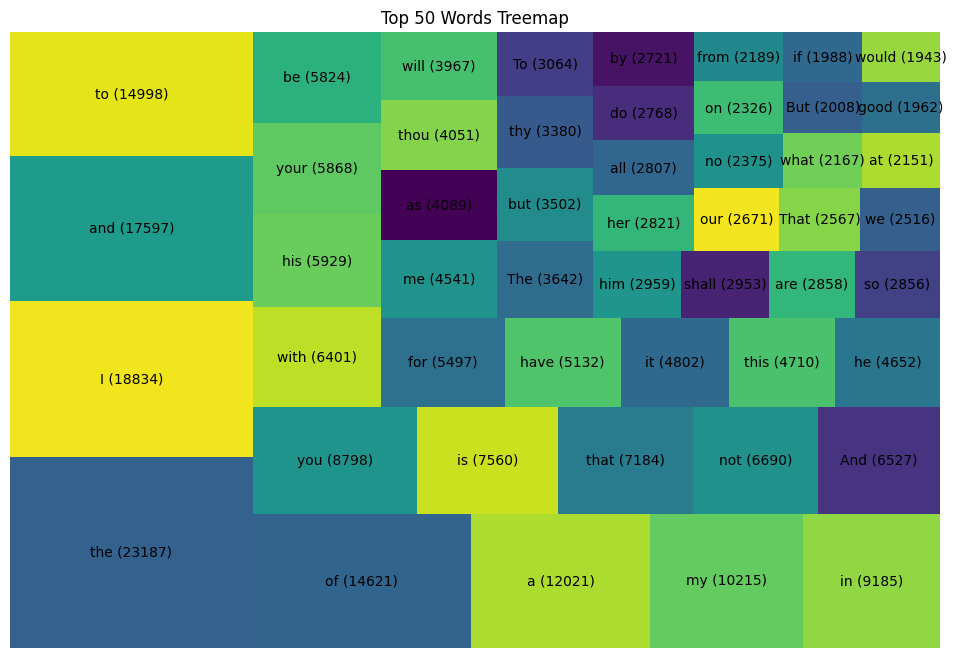 Top 50 Words Treemap
to (14998)
and (17597)
I (18834)
the (23187)
be (5824)
your (5868)
his (5929)
with (6401)
will (3967)
thou (4051)
as (4089)
me (4541)
To (3064)
thy (3380)
but (3502)
The (3642)
by (2721)
do (2768)
all (2807)
her (2821)
from (2189)
if (1988)
would (1943)
on (2326)
But (2008)
good (1962)
no (2375)
what (2167)
at (2151)
our (2671)
That (2567)
we (2516)
him (2959)
shall (2953)
are (2858)
so (2856)
for (5497)
have (5132)
it (4802)
this (4710)
he (4652)
you (8798)
is (7560)
that (7184)
not (6690)
And (6527)
of (14621)
a (12021)
my (10215)
in (9185)